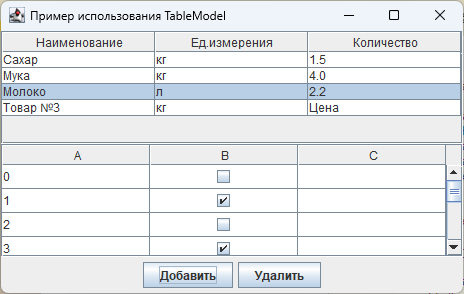 Пример использования TableModel
Наименование Ед.измерения Количество
Сахар кг 1.5
Мука кг 4.0
Молоко л 2.2
Товар №3 кг Цена
A B C
0
1
2
3
Добавить Удалить